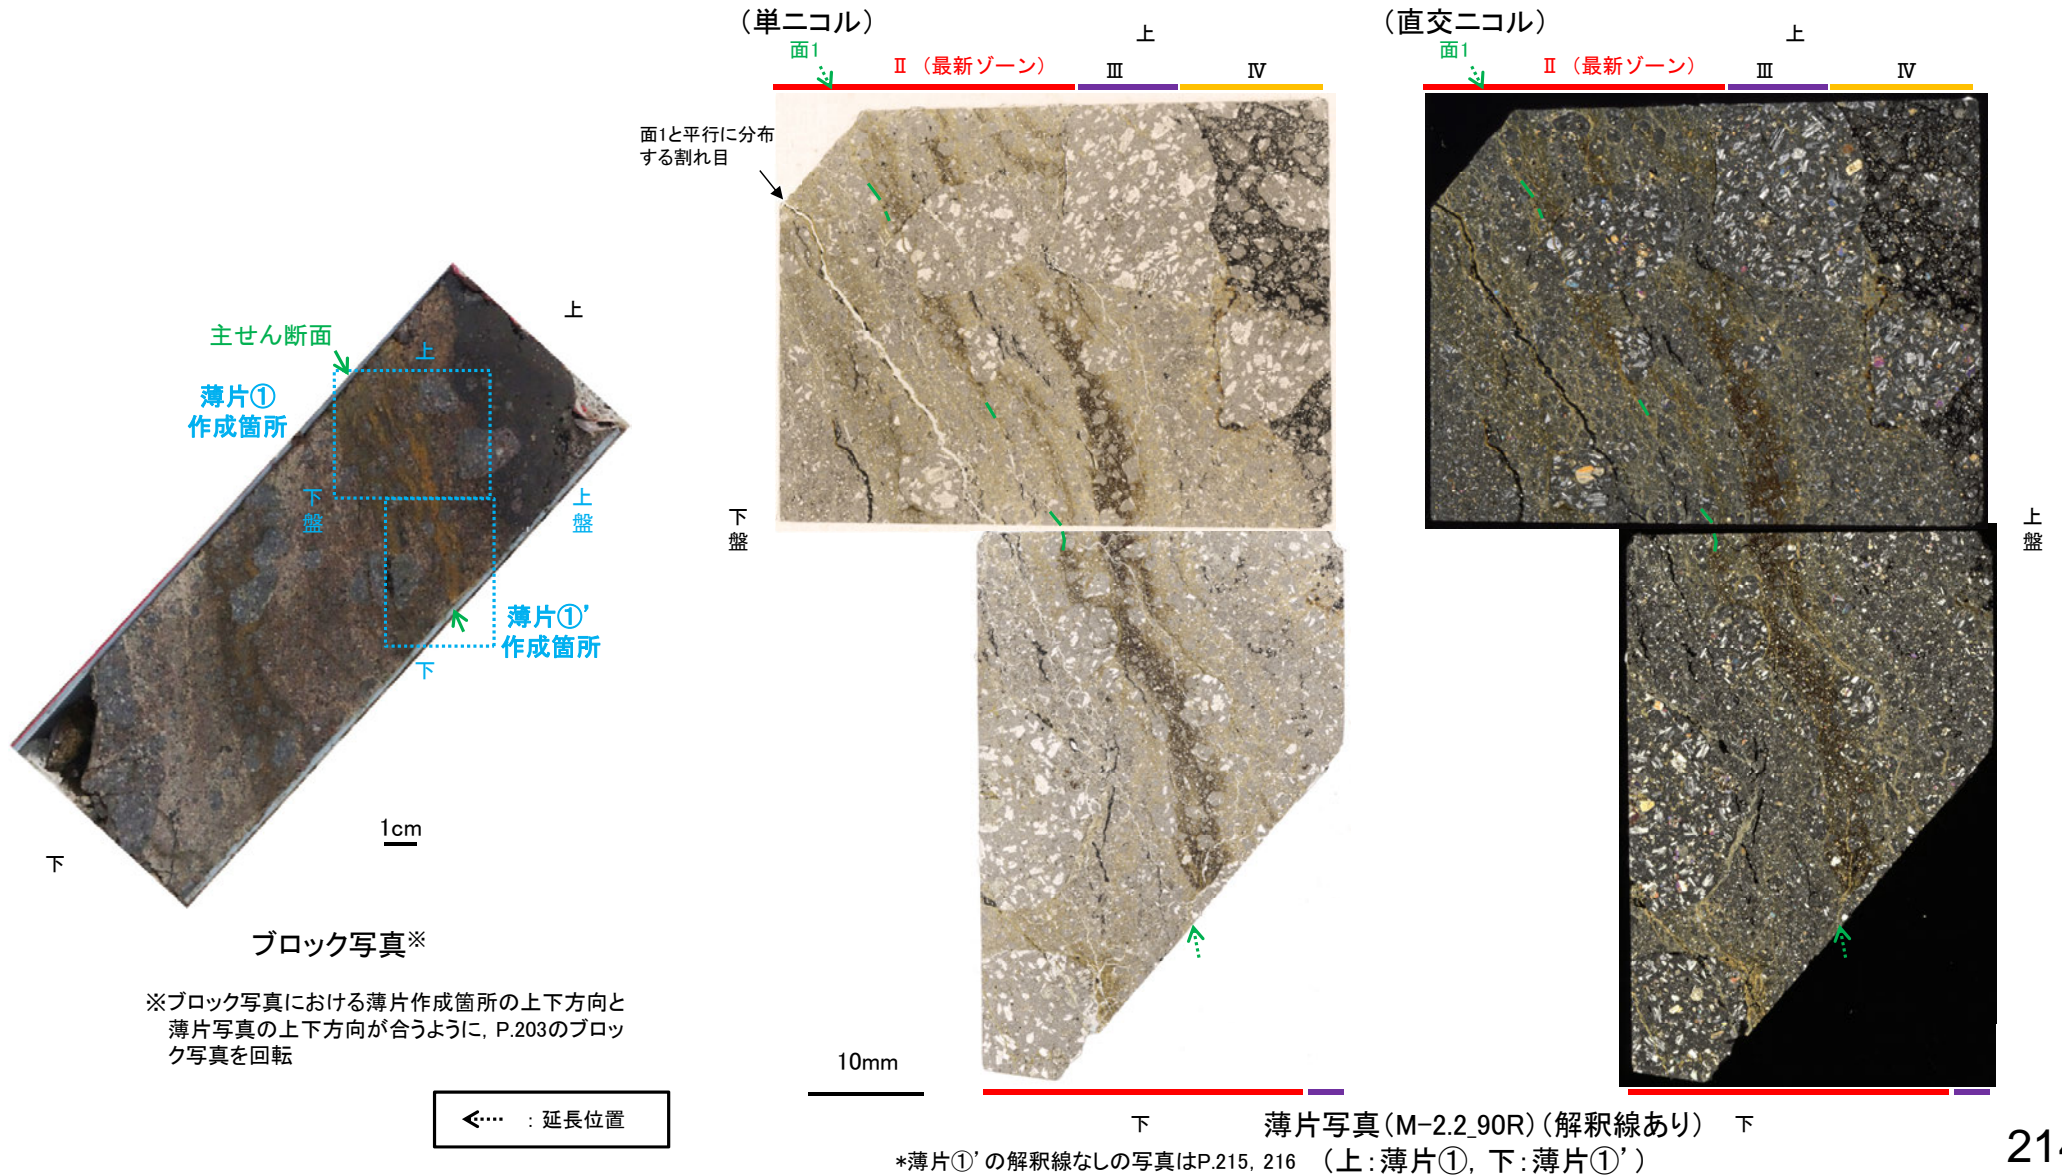 (単ニコル)
上
面1
Ⅱ (最新ゾーン)
Ⅲ
Ⅳ
(直交ニコル)
上
面1
Ⅱ (最新ゾーン)
Ⅲ
Ⅳ
面1と平行に分布
する割れ目
上
主せん断面
上
薄片①
作成箇所
下
盤
上
盤
薄片①’
作成箇所
下
1cm
下
下
盤
上
盤
ブロック写真※
※ブロック写真における薄片作成箇所の上下方向と
薄片写真の上下方向が合うように, P.203のブロッ
ク写真を回転
: 延長位置
10mm
下
薄片写真(M-2.2_90R)(解釈線あり)
下
*薄片①’の解釈線なしの写真はP.215, 216
(上:薄片①, 下:薄片①’)